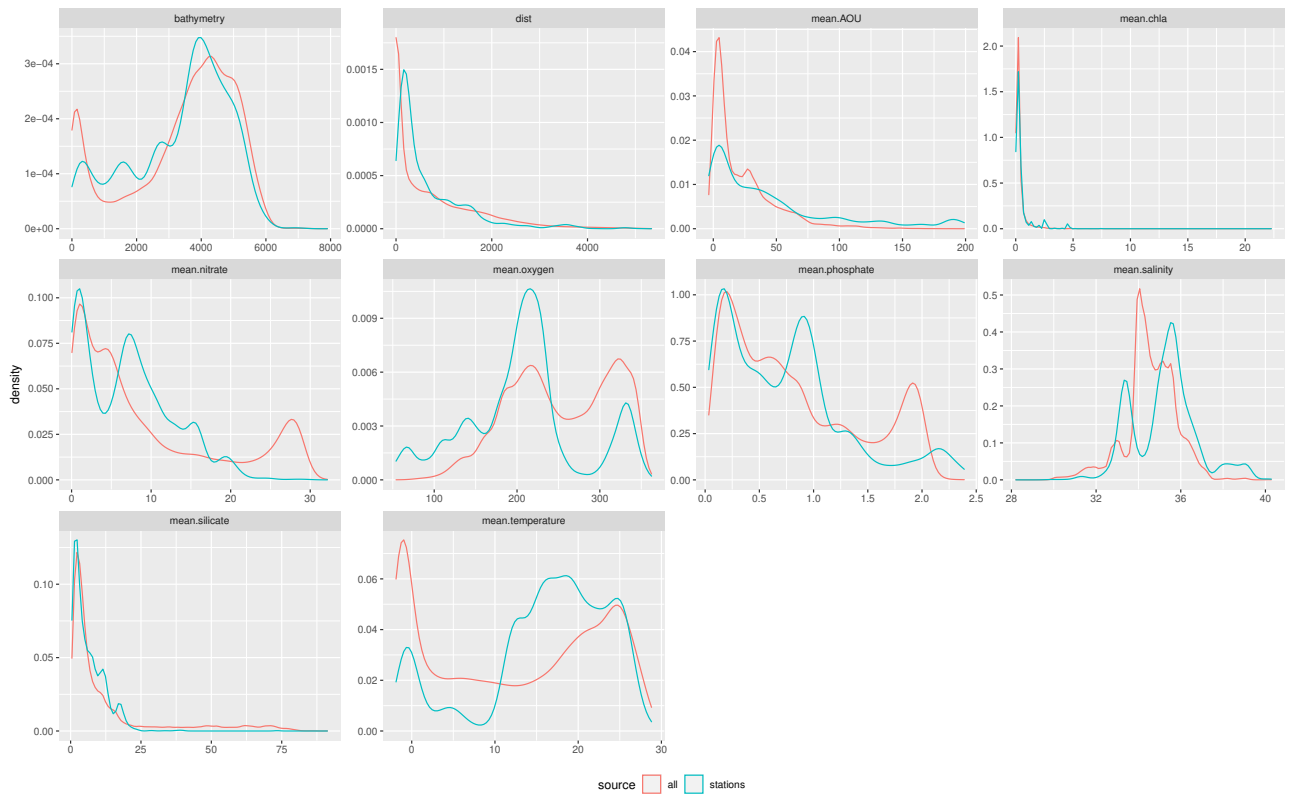 bathymetry dist mean.AOU mean.chla
3e−04 2e−04 1e−04 0e+00
0 2000 4000 6000 8000
0.0015 0.0010 0.0005 0.0000
0 2000 4000
0.04 0.03 0.02 0.01 0.00
0 50 100 150 200
2.0 1.5 1.0 0.5 0.0
0 5 10 15 20
density
mean.nitrate mean.oxygen mean.phosphate mean.salinity
0.100 0.075 0.050 0.025 0.000
0 10 20 30
0.009 0.006 0.003 0.000
100 200 300
1.00 0.75 0.50 0.25 0.00
0.0 0.5 1.0 1.5 2.0 2.5
0.5 0.4 0.3 0.2 0.1 0.0
28 32 36 40
mean.silicate mean.temperature
0.10 0.05 0.00
0 25 50 75
0.06 0.04 0.02 0.00
0 10 20 30
source all stations